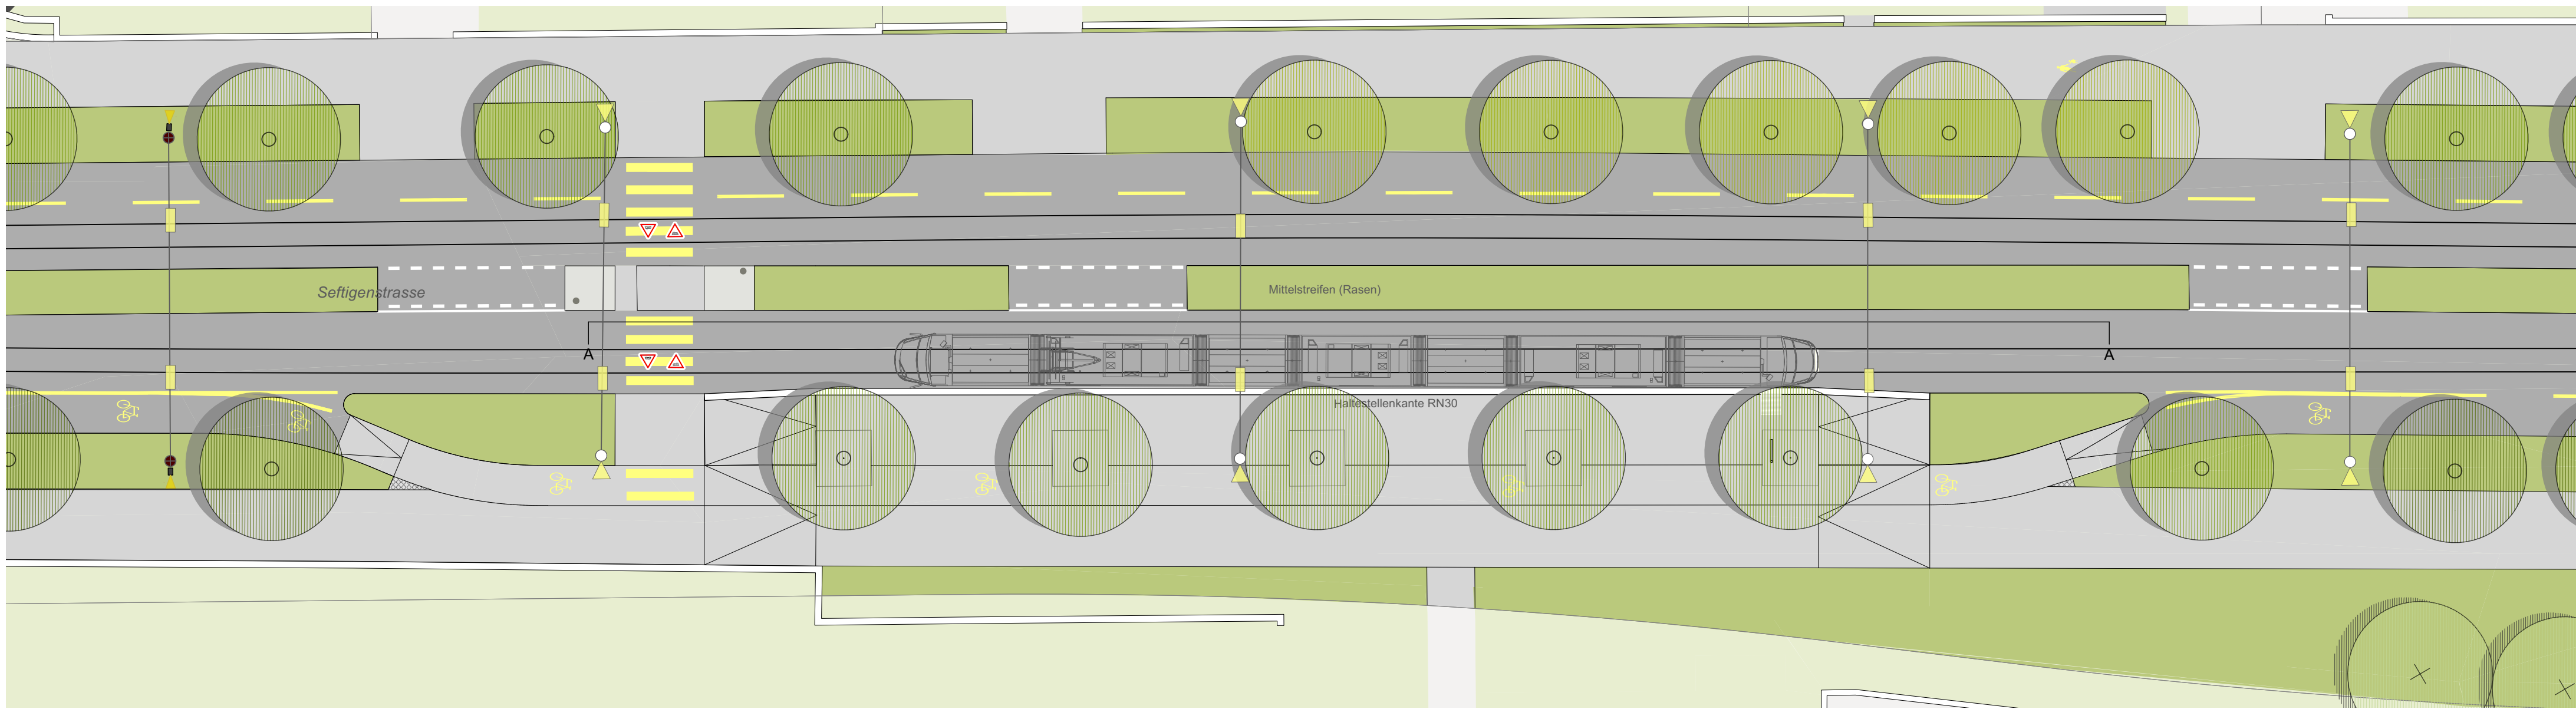 Seftigenstrasse
Mittelstreifen (Rasen)
A
A
Haltestellenkante RN30